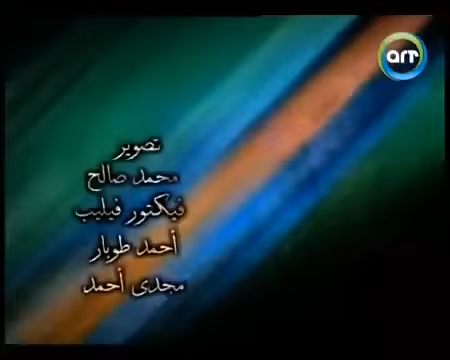 art
تصوير
محمد صالح
فيكتور فيليب
أحمد طوبار
مجدى أحمد